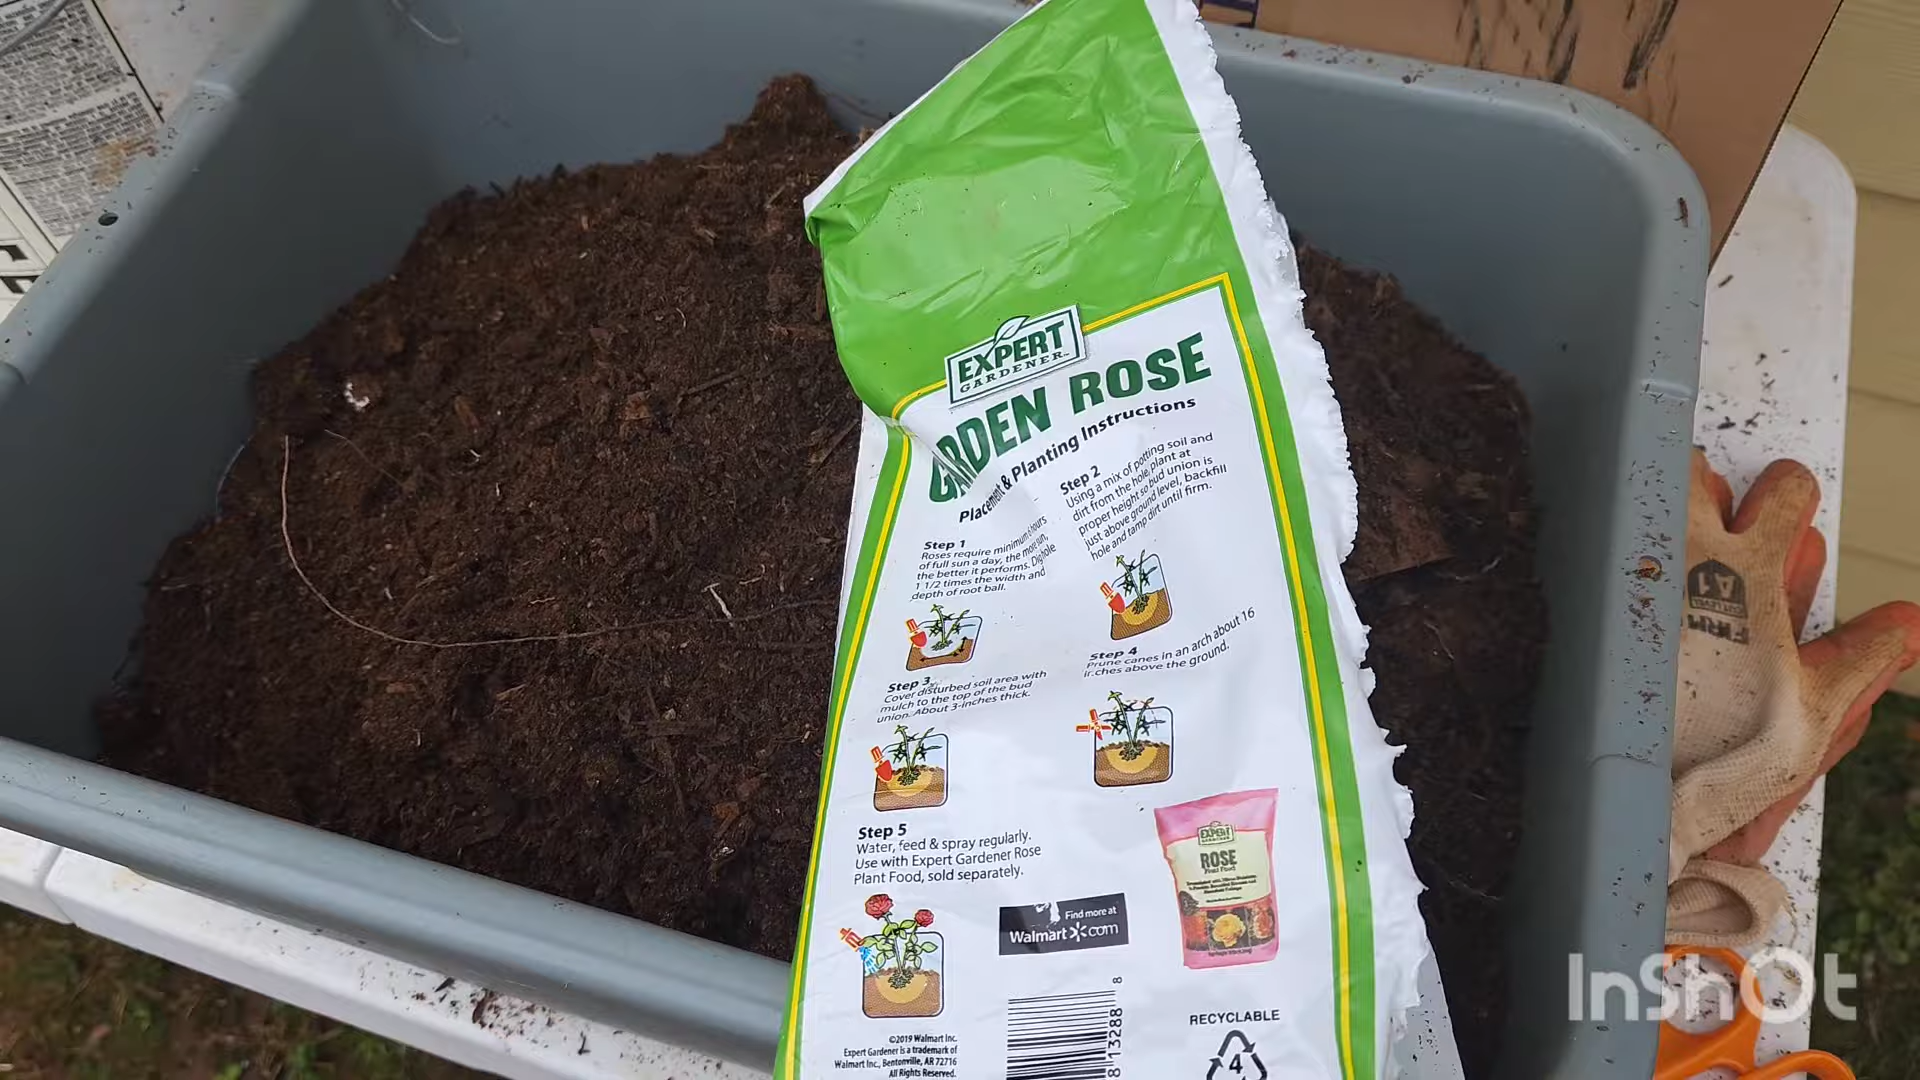 EXPERT
GARDENER
GARDEN ROSE
Placement & Planting Instructions
Step 1
Roses require minimum 6 hours
of full sun a day, the more sun,
the better it performs. Dig hole
1 1/2 times the width and
depth of root ball.
Step 2
Using a mix of potting soil and
dirt from the hole, plant at
proper height so bud union is
just above ground level, backfill
hole and tamp dirt until firm.
Step 3
Cover disturbed soil area with
mulch to the top of the bud
union. About 3-inches thick.
Step 4
Prune canes in an arch about 16
inches above the ground.
Step 5
Water, feed & spray regularly.
Use with Expert Gardener Rose
Plant Food, sold separately.
Find more at
Walmart.com
EXPERT
ROSE
©2019 Walmart Inc.
Expert Gardener is a trademark of
Walmart Inc., Bentonville, AR 72716
All Rights Reserved.
8 13288
8
RECYCLABLE
4
FIRM
A1
InShOt